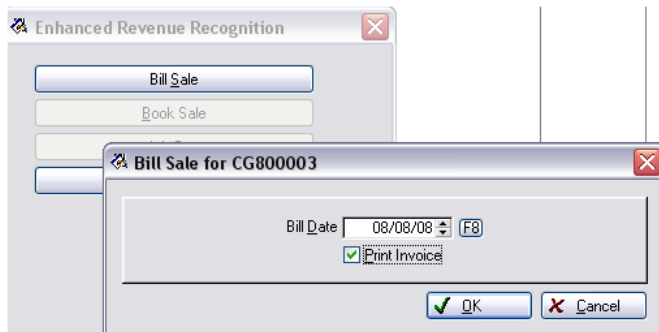 Enhanced Revenue Recognition
Bill Sale
Book Sale
Bill Sale for CG800003
Bill Date 08/08/08 F8
Print Invoice
OK Cancel